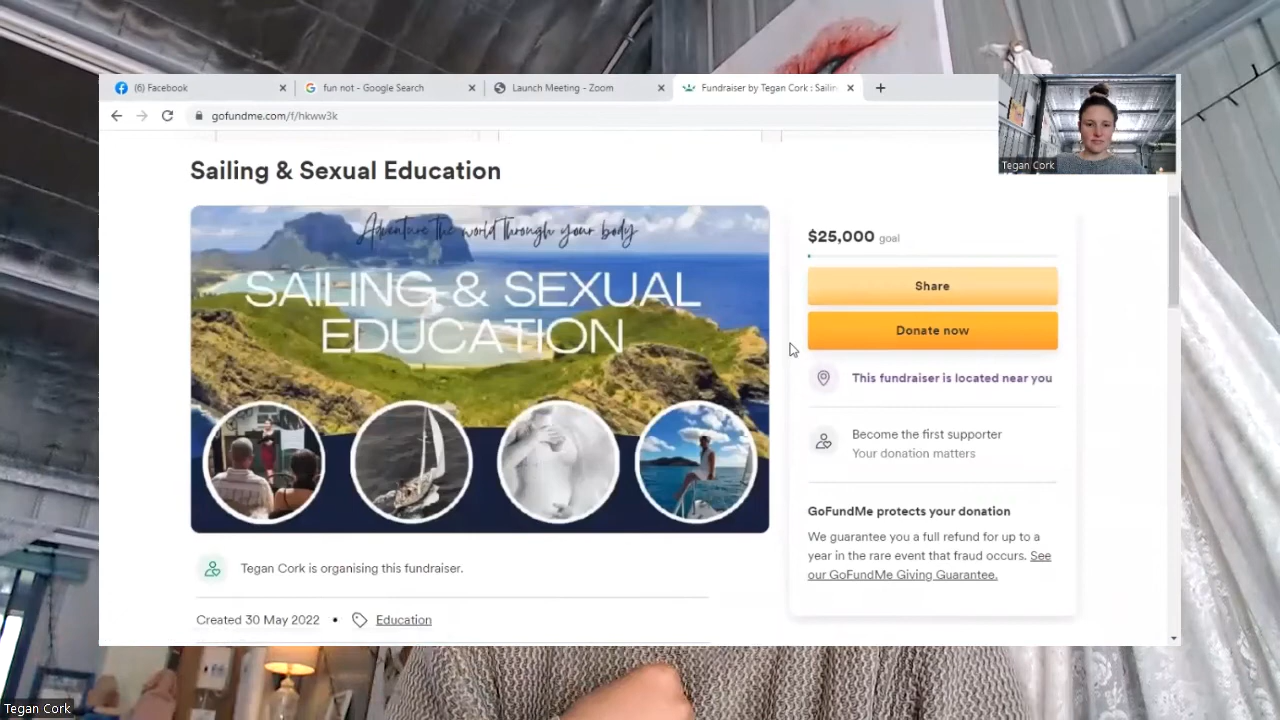 (6) Facebook
fun not - Google Search
Launch Meeting - Zoom
Fundraiser by Tegan Cork : Sailin
gofundme.com/f/hkww3k
Tegan Cork
Sailing & Sexual Education
Adventure the world through your body
SAILING & SEXUAL
EDUCATION
$25,000 goal
Share
Donate now
This fundraiser is located near you
Become the first supporter
Your donation matters
GoFundMe protects your donation
We guarantee you a full refund for up to a
year in the rare event that fraud occurs. See
our GoFundMe Giving Guarantee.
Tegan Cork is organising this fundraiser.
Created 30 May 2022 • Education
Tegan Cork